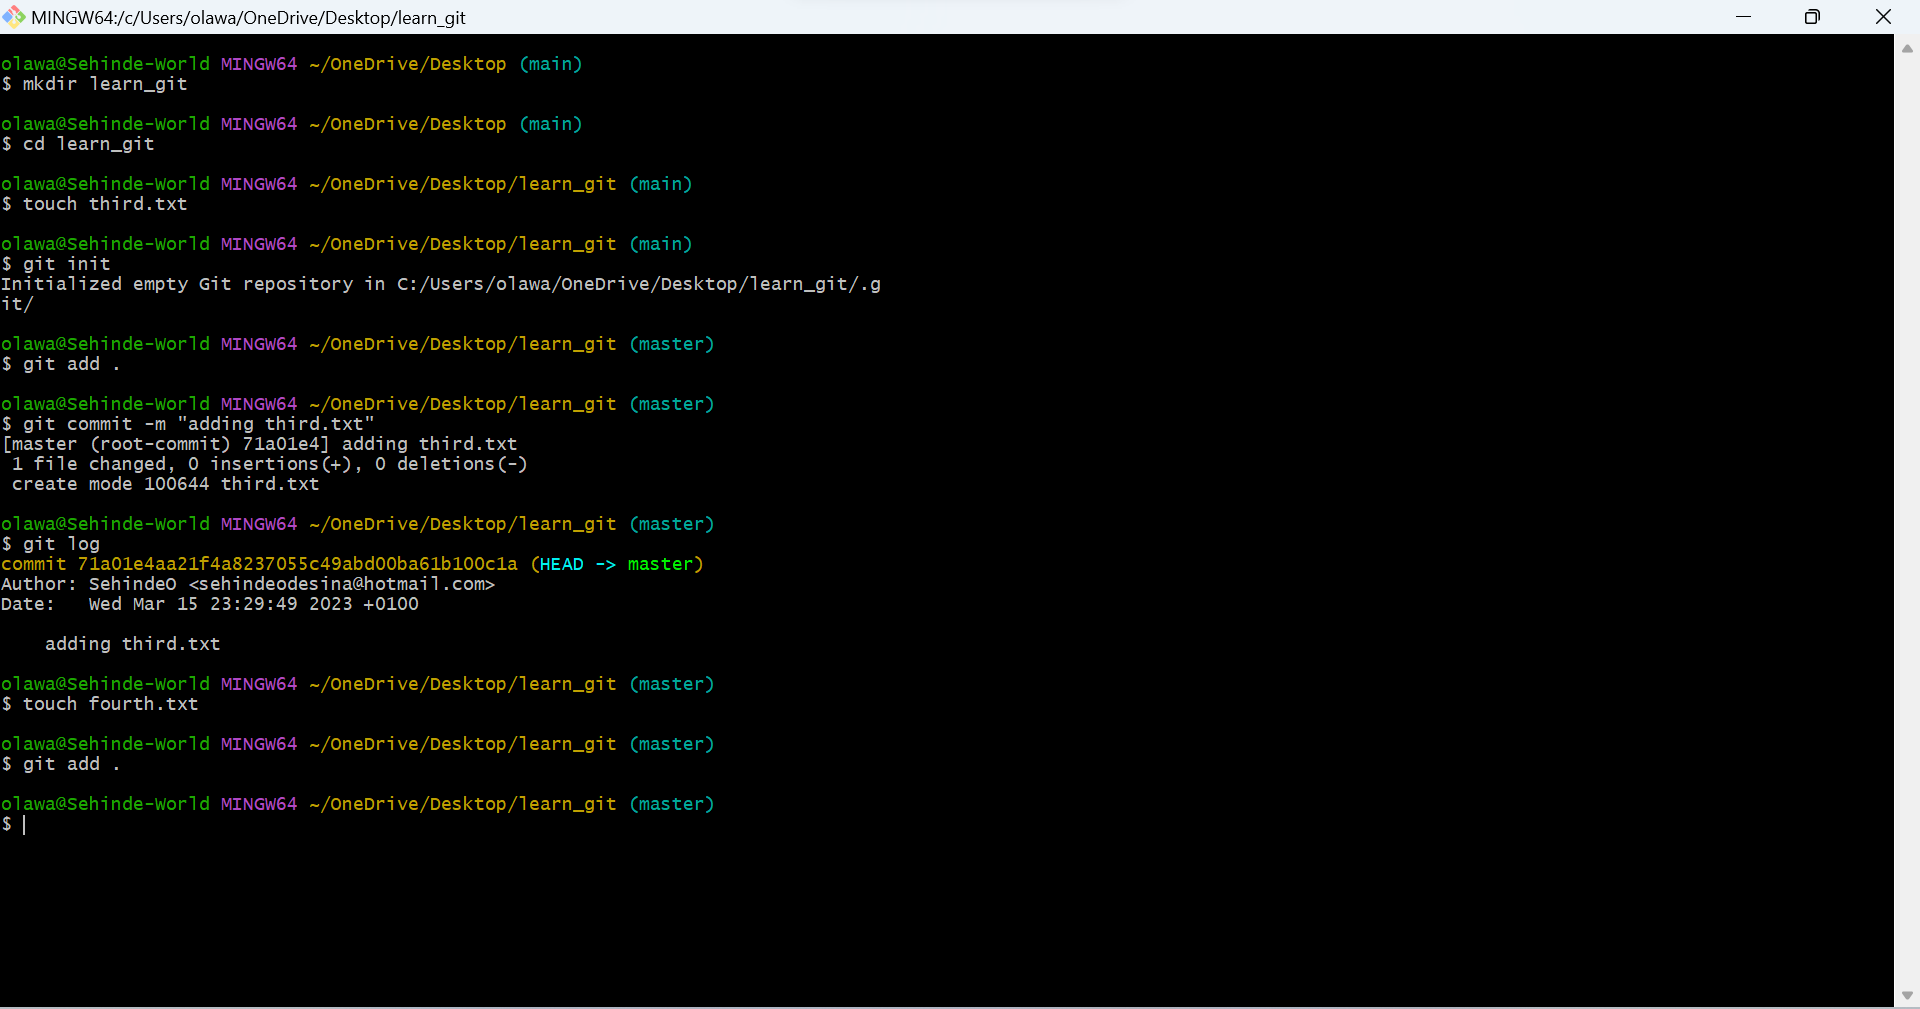 MINGW64:/c/Users/olawa/OneDrive/Desktop/learn_git
olawa@Sehinde-World MINGW64 ~/OneDrive/Desktop (main)
$ mkdir learn_git
olawa@Sehinde-World MINGW64 ~/OneDrive/Desktop (main)
$ cd learn_git
olawa@Sehinde-World MINGW64 ~/OneDrive/Desktop/learn_git (main)
$ touch third.txt
olawa@Sehinde-World MINGW64 ~/OneDrive/Desktop/learn_git (main)
$ git init
Initialized empty Git repository in C:/Users/olawa/OneDrive/Desktop/learn_git/.g
it/
olawa@Sehinde-World MINGW64 ~/OneDrive/Desktop/learn_git (master)
$ git add .
olawa@Sehinde-World MINGW64 ~/OneDrive/Desktop/learn_git (master)
$ git commit -m "adding third.txt"
[master (root-commit) 71a01e4] adding third.txt
 1 file changed, 0 insertions(+), 0 deletions(-)
 create mode 100644 third.txt
olawa@Sehinde-World MINGW64 ~/OneDrive/Desktop/learn_git (master)
$ git log
commit 71a01e4aa21f4a8237055c49abd00ba61b100c1a (HEAD -> master)
Author: SehindeO <sehindeodesina@hotmail.com>
Date:   Wed Mar 15 23:29:49 2023 +0100
    adding third.txt
olawa@Sehinde-World MINGW64 ~/OneDrive/Desktop/learn_git (master)
$ touch fourth.txt
olawa@Sehinde-World MINGW64 ~/OneDrive/Desktop/learn_git (master)
$ git add .
olawa@Sehinde-World MINGW64 ~/OneDrive/Desktop/learn_git (master)
$